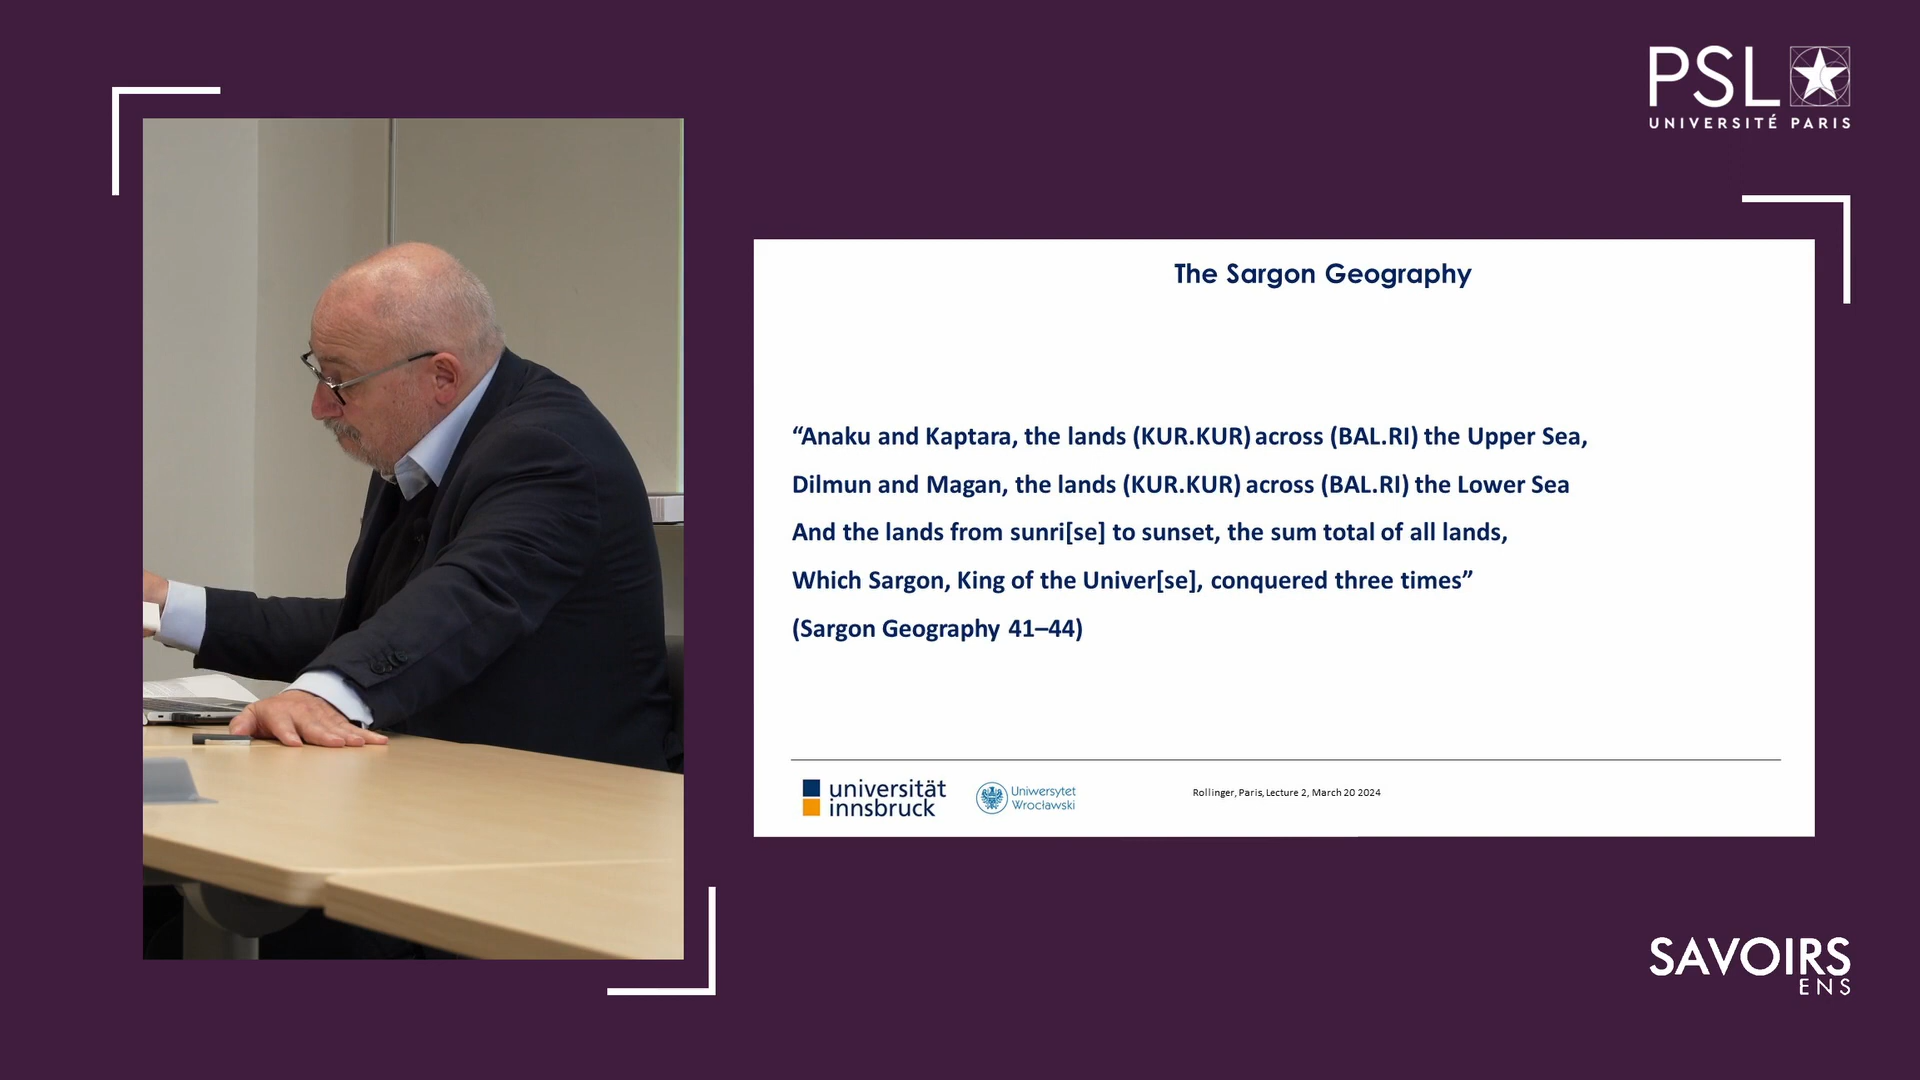 PSL
UNIVERSITÉ PARIS
The Sargon Geography
“Anaku and Kaptara, the lands (KUR.KUR) across (BAL.RI) the Upper Sea,
Dilmun and Magan, the lands (KUR.KUR) across (BAL.RI) the Lower Sea
And the lands from sunri[se] to sunset, the sum total of all lands,
Which Sargon, King of the Univer[se], conquered three times”
(Sargon Geography 41–44)
universität
innsbruck
Uniwersytet
Wrocławski
Rollinger, Paris, Lecture 2, March 20 2024
SAVOIRS
ENS